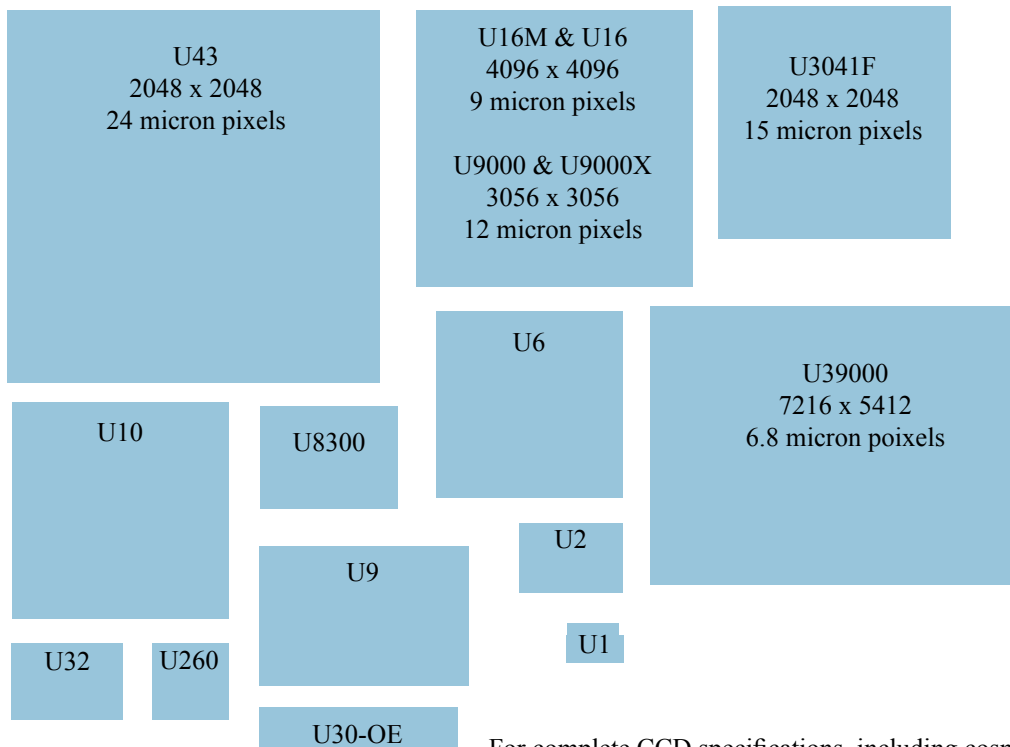 U43
2048 x 2048
24 micron pixels
U16M & U16
4096 x 4096
9 micron pixels
U9000 & U9000X
3056 x 3056
12 micron pixels
U3041F
2048 x 2048
15 micron pixels
U6
U39000
7216 x 5412
6.8 micron poixels
U10
U8300
U2
U9
U1
U32
U260
U30-OE
For complete CCD specifications, including